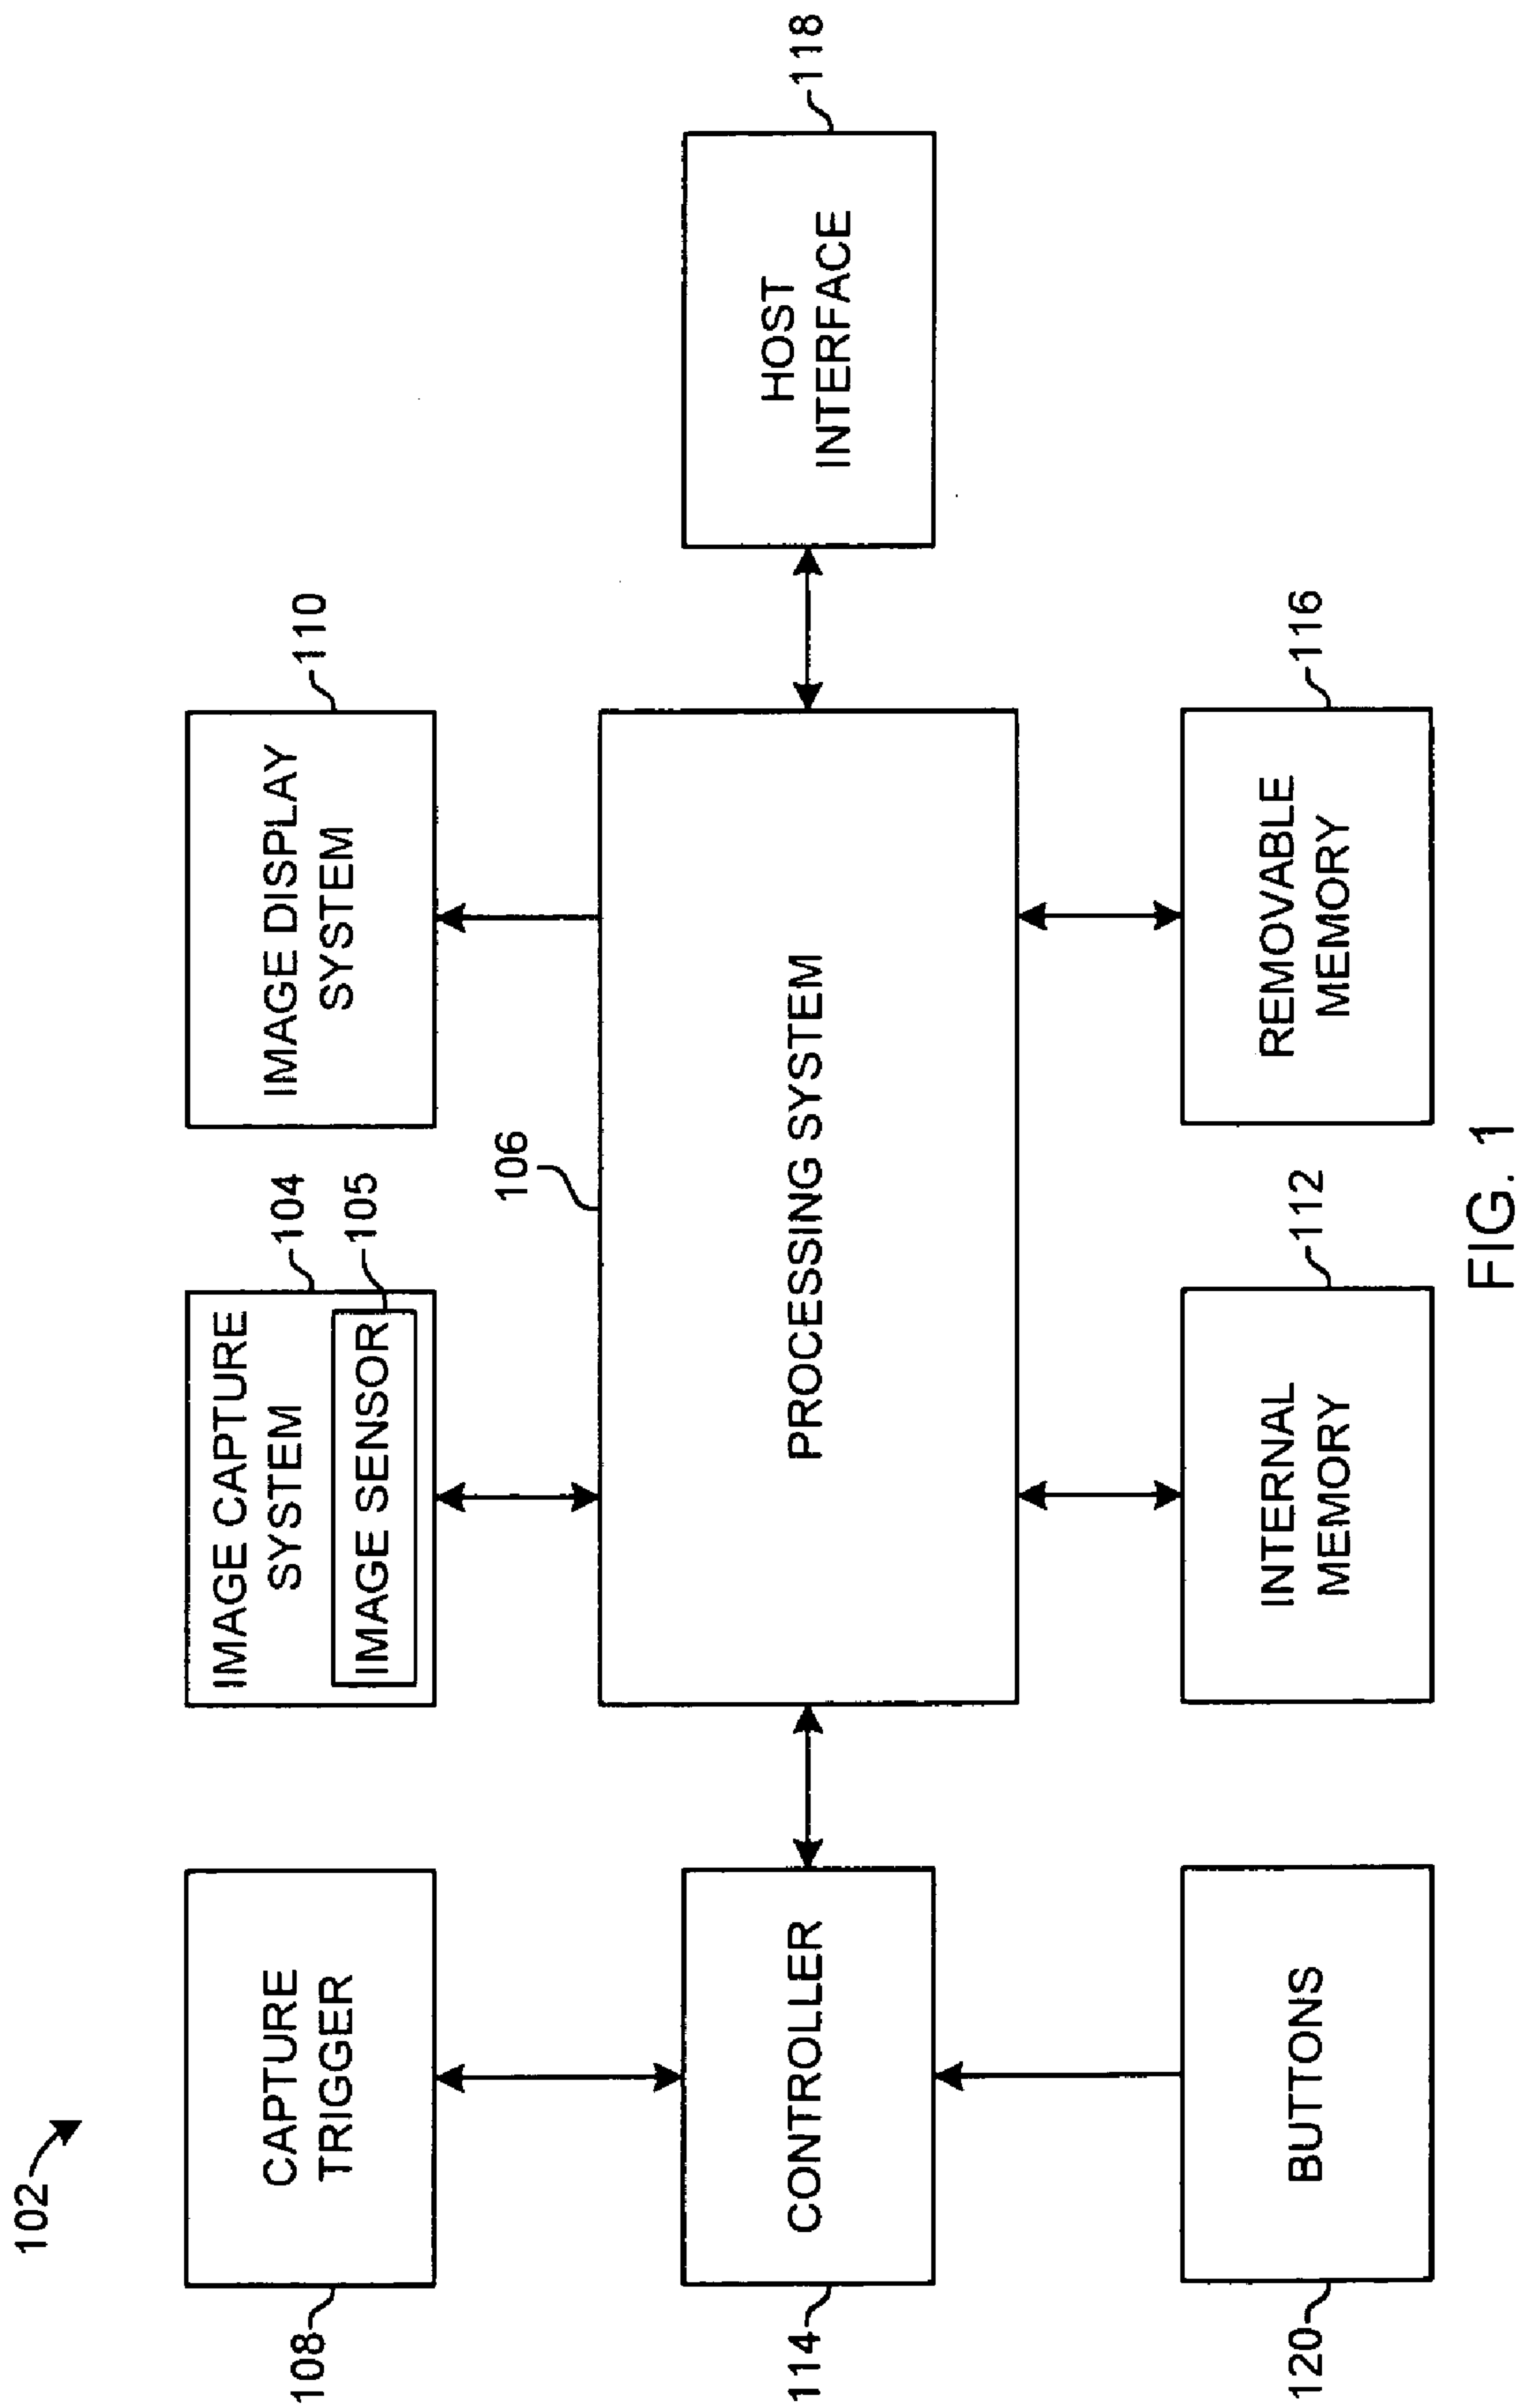 102
108
CAPTURE
TRIGGER
IMAGE CAPTURE
SYSTEM
104
IMAGE SENSOR
105
IMAGE DISPLAY
SYSTEM
110
114
CONTROLLER
106
PROCESSING SYSTEM
HOST
INTERFACE
118
120
BUTTONS
INTERNAL
MEMORY
112
REMOVABLE
MEMORY
116
FIG. 1